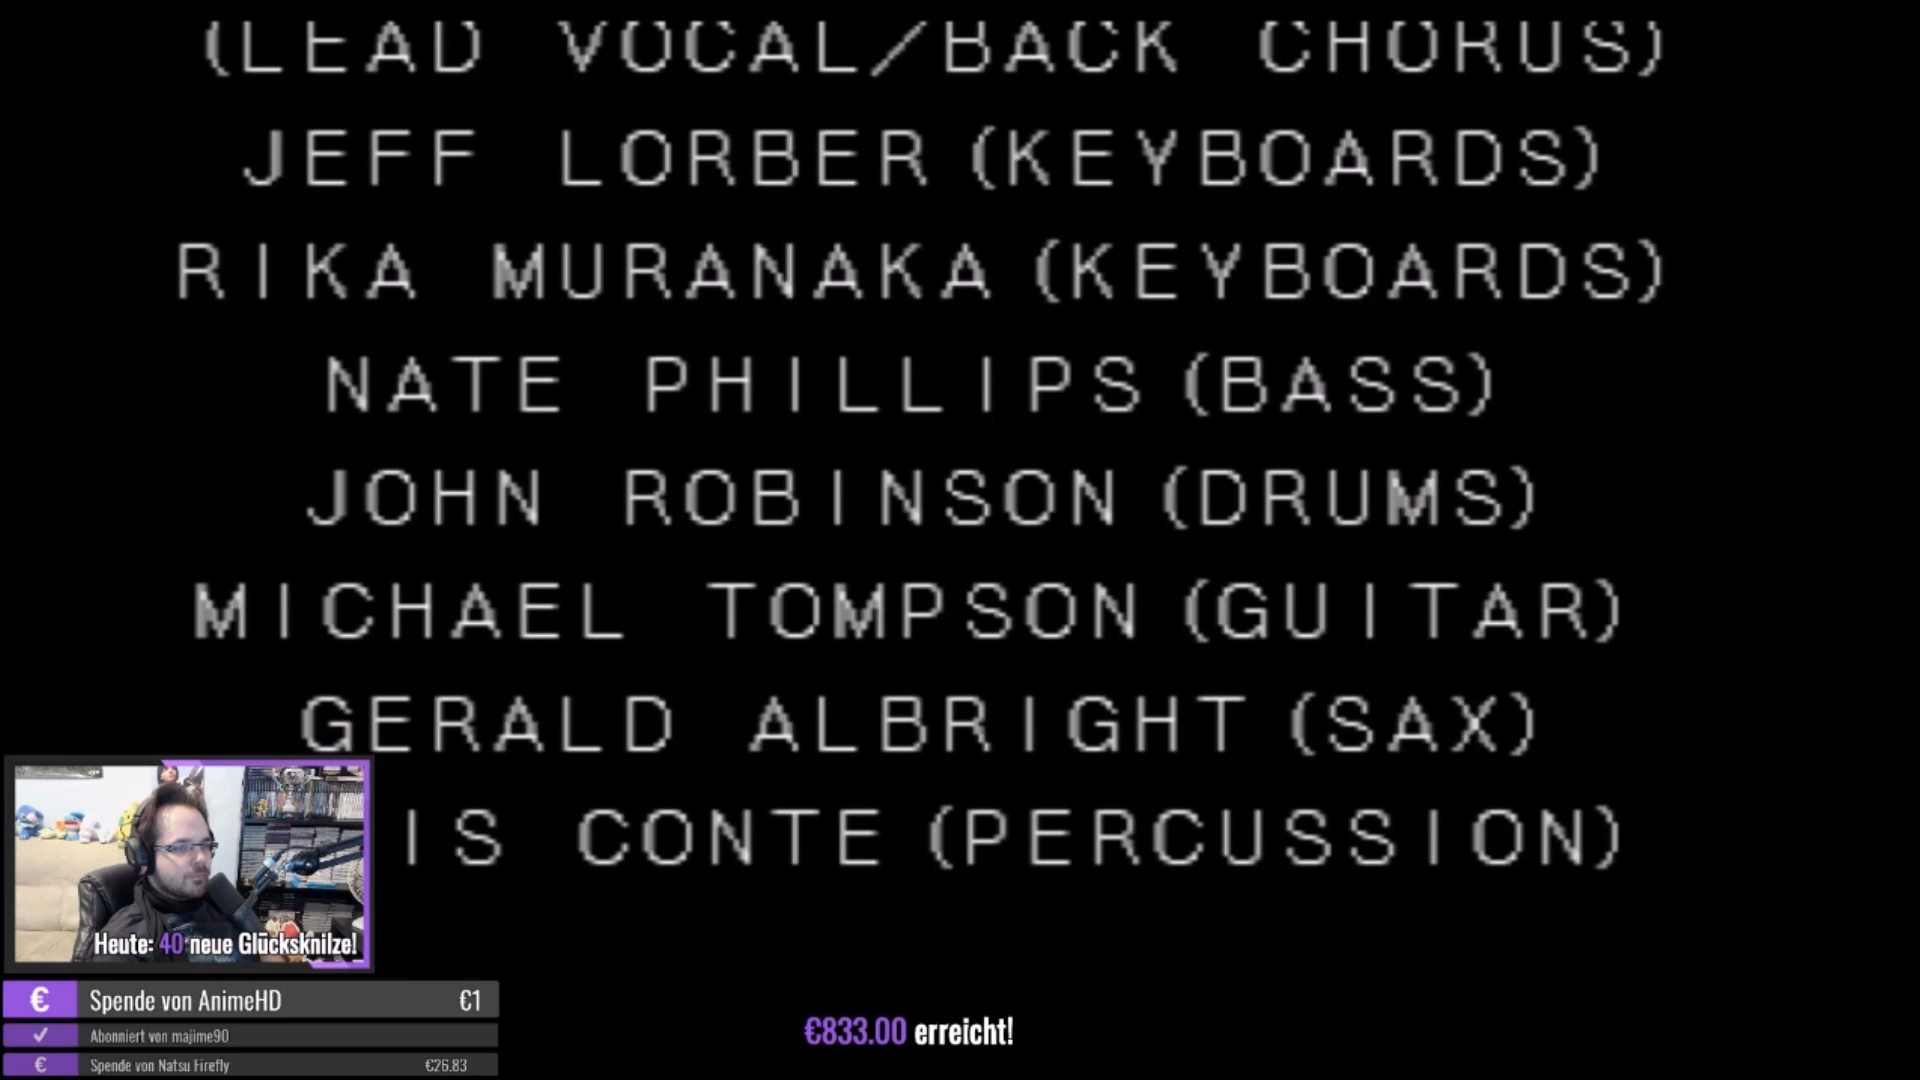 (LEAD VOCAL/BACK CHORUS)
JEFF LORBER (KEYBOARDS)
RIKA MURANAKA (KEYBOARDS)
NATE PHILLIPS (BASS)
JOHN ROBINSON (DRUMS)
MICHAEL TOMPSON (GUITAR)
GERALD ALBRIGHT (SAX)
IS CONTE (PERCUSSION)
Heute: 40 neue Glücksknilze!
€ Spende von AnimeHD €1
✓ Abonniert von majime90
€ Spende von Natsu Firefly €26.83
€833.00 erreicht!